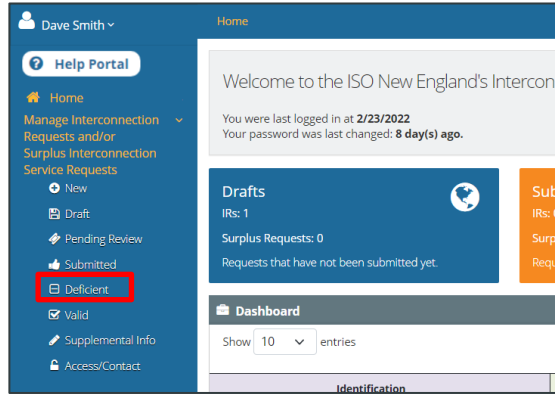 Dave Smith
Home
Help Portal
Home
Manage Interconnection
Requests and/or
Surplus Interconnection
Service Requests
New
Draft
Pending Review
Submitted
Deficient
Valid
Supplemental Info
Access/Contact
Welcome to the ISO New England's Intercon
You were last logged in at 2/23/2022
Your password was last changed: 8 day(s) ago.
Drafts
IRs: 1
Surplus Requests: 0
Requests that have not been submitted yet.
Sub
IRs:
Surp
Requ
Dashboard
Show 10 entries
Identification